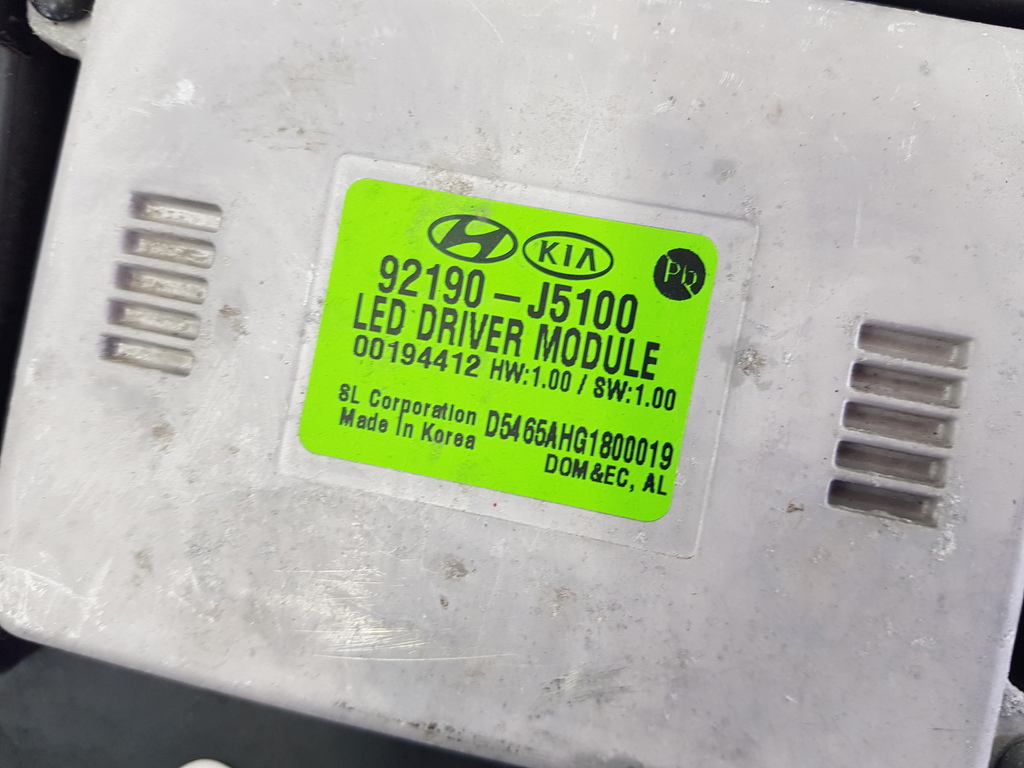 KIA
PD
92190-J5100
LED DRIVER MODULE
00194412 HW:1.00 / SW:1.00
SL Corporation D5465AHG1800019
Made In Korea DOM&EC, AL